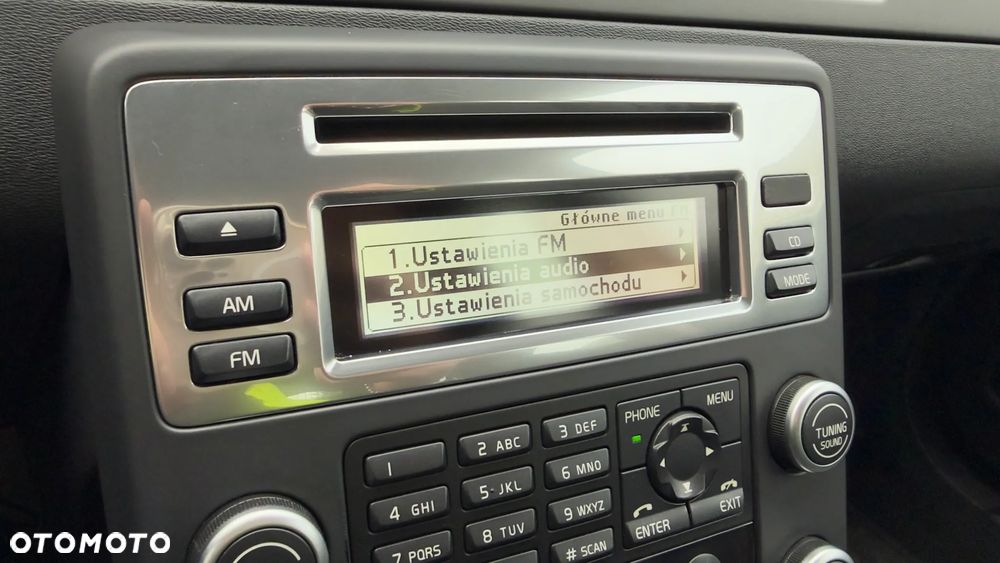 Główne menu
1.Ustawienia FM
2.Ustawienia audio
3.Ustawienia samochodu
AM
FM
CD
MODE
1
2 ABC
3 DEF
4 GHI
5 JKL
6 MNO
7 PQRS
8 TUV
9 WXYZ
# SCAN
PHONE
MENU
ENTER
EXIT
TUNING
SOUND
OTOMOTO